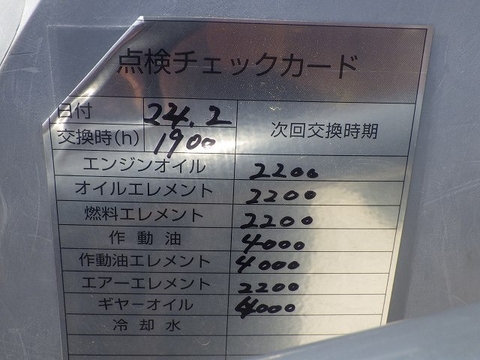 点検チェックカード
日付 24.2 次回交換時期
交換時(h) 1900
エンジンオイル 2200
オイルエレメント 2200
燃料エレメント 2200
作動油 4000
作動油エレメント 4000
エアーエレメント 2200
ギヤーオイル 4000
冷却水